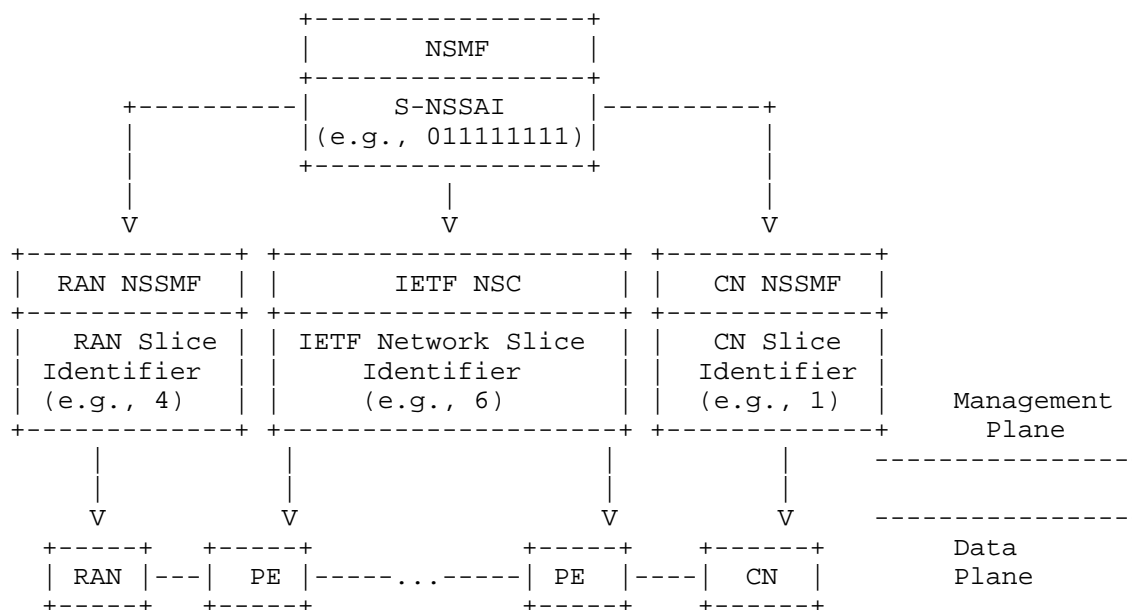 NSMF
S-NSSAI
(e.g., 011111111)
RAN NSSMF IETF NSC CN NSSMF
RAN Slice IETF Network Slice CN Slice
Identifier Identifier Identifier
(e.g., 4) (e.g., 6) (e.g., 1) Management
Plane
Data
RAN PE ... PE CN Plane